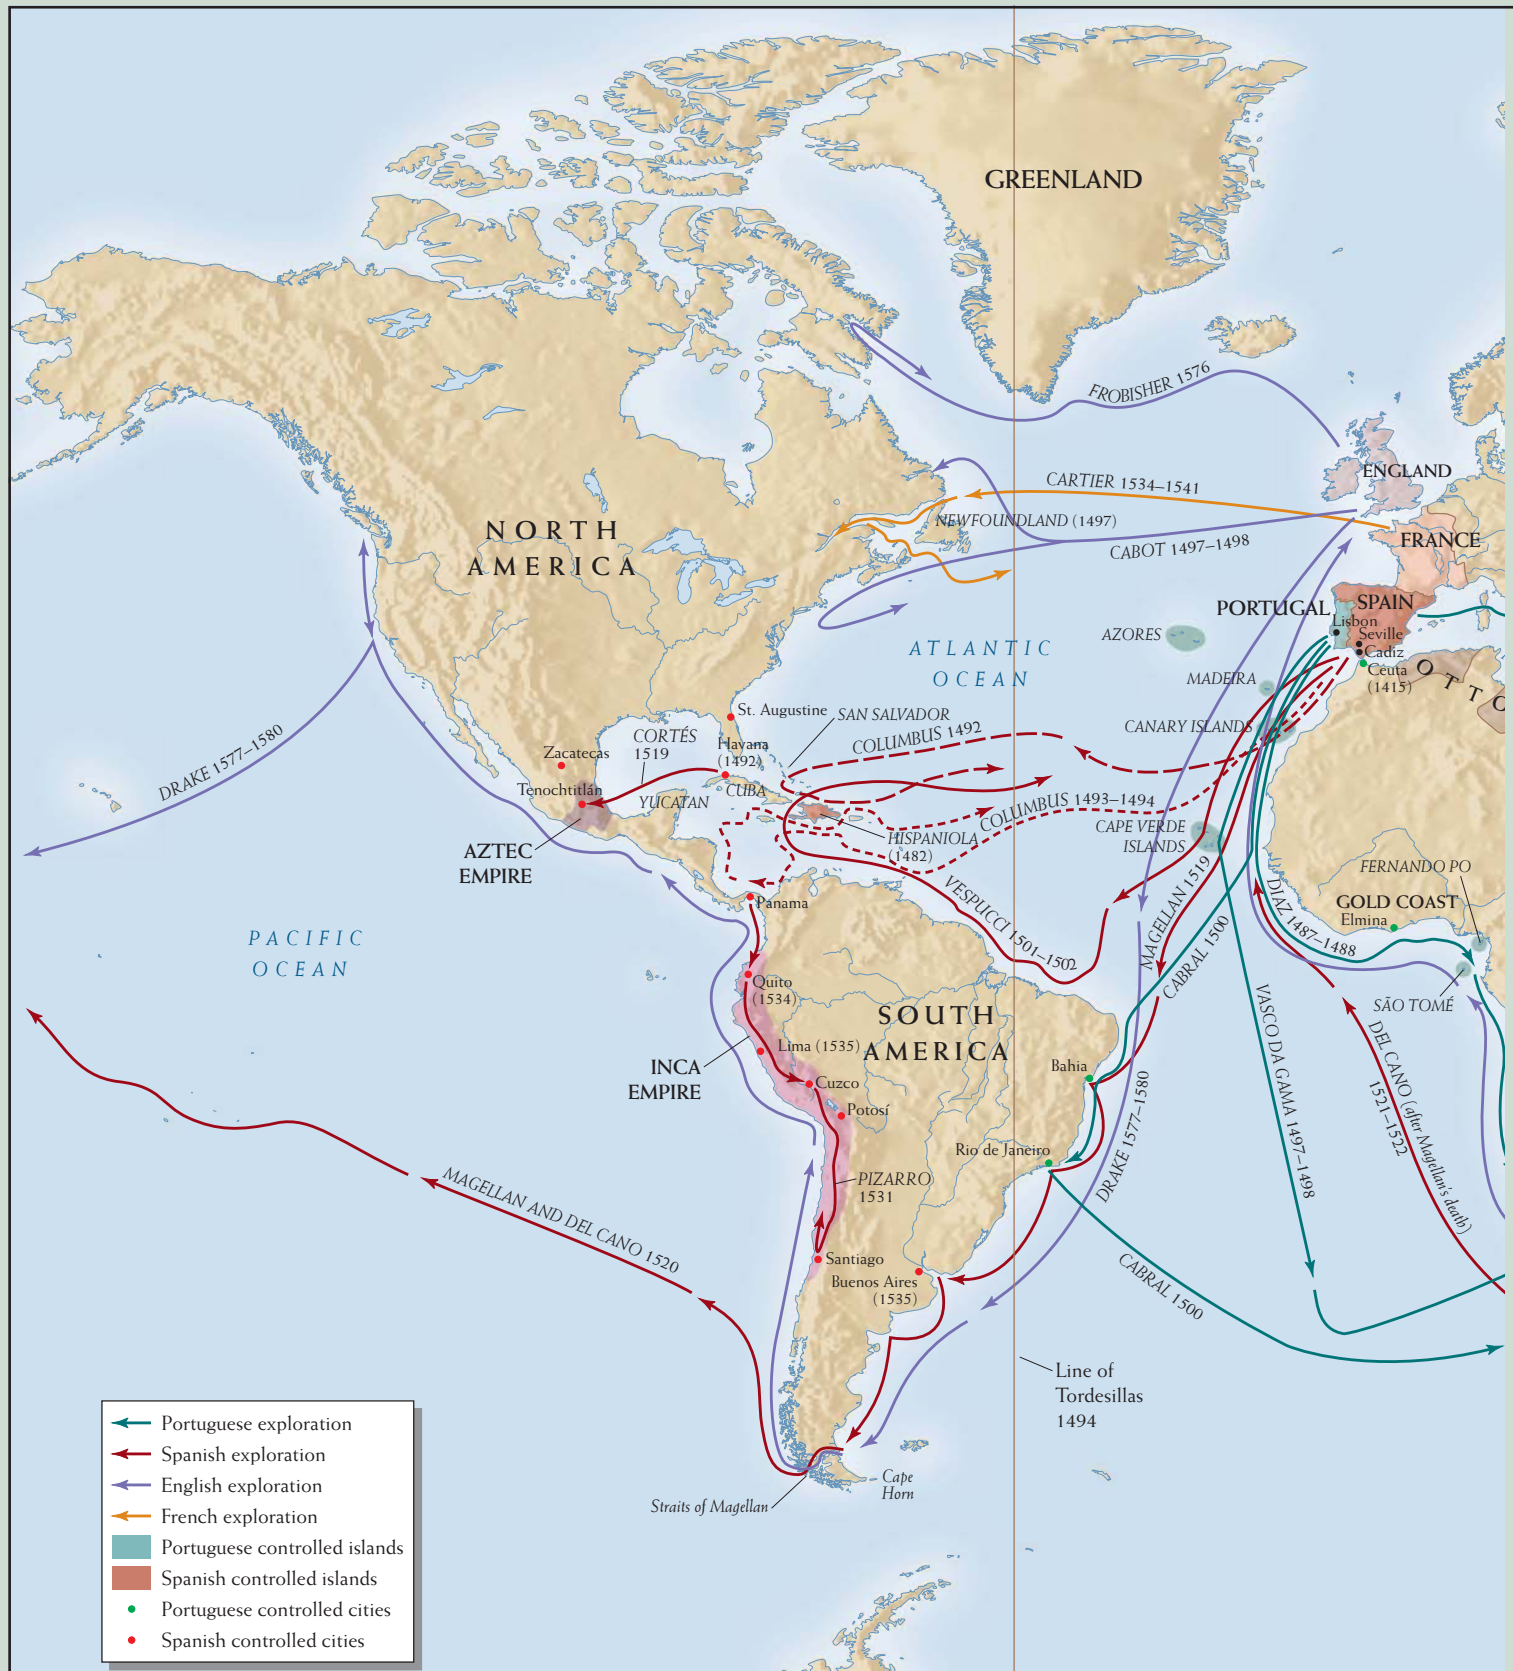 GREENLAND
FROBISHER 1576
ENGLAND
CARTIER 1534–1541
NEWFOUNDLAND (1497)
CABOT 1497–1498
FRANCE
NORTH
AMERICA
PORTUGAL
SPAIN
Lisbon
Seville
Cadiz
Ceuta
(1415)
OTTO
AZORES
ATLANTIC
OCEAN
MADEIRA
CANARY ISLANDS
St. Augustine
SAN SALVADOR
COLUMBUS 1492
CORTÉS
1519
Havana
(1492)
Zacatecas
DRAKE 1577–1580
Tenochtitlán
YUCATAN
CUBA
COLUMBUS 1493–1494
HISPANIOLA
(1482)
CAPE VERDE
ISLANDS
AZTEC
EMPIRE
FERNANDO PO
VESPUCCI 1501–1502
MAGELLAN 1519
CABRAL 1500
DIAZ 1487–1488
GOLD COAST
Elmina
Panama
PACIFIC
OCEAN
Quito
(1534)
SÃO TOMÉ
SOUTH
AMERICA
Lima (1535)
INCA
EMPIRE
Cuzco
Bahia
Potosí
VASCO DA GAMA 1497–1498
DEL CANO (after Magellan's death)
1521–1522
Rio de Janeiro
DRAKE 1577–1580
PIZARRO
1531
MAGELLAN AND DEL CANO 1520
Santiago
Buenos Aires
(1535)
CABRAL 1500
Line of
Tordesillas
1494
Cape
Horn
Straits of Magellan
Portuguese exploration
Spanish exploration
English exploration
French exploration
Portuguese controlled islands
Spanish controlled islands
Portuguese controlled cities
Spanish controlled cities